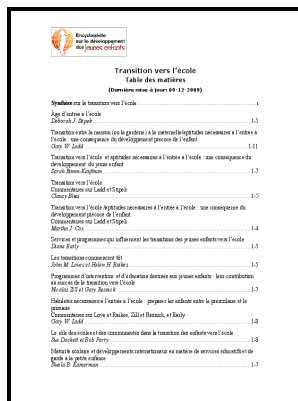 Encyclopédie
sur le développement
des jeunes enfants
Transition vers l'école
Table des matières
(Dernière mise à jour: 09-12-2009)
Synthèse sur la transition vers l'école i
Âge d'entrée à l'école
Deborah J. Stipek 1-5
Transition entre la maison (ou la garderie) à la maternelle/aptitudes nécessaires à l'entrée à
l'école : une conséquence du développement précoce de l'enfant
Gary W. Ladd 1-11
Transition vers l'école et aptitudes nécessaires à l'entrée à l'école : une conséquence du
développement du jeune enfant
Sara Rimm-Kaufman 1-7
Transition vers l'école:
Commentaires sur Ladd et Stipek
Clancy Blair 1-5
Transition vers l'école/Aptitudes nécessaires à l'entrée à l'école : une conséquence du
développement précoce de l'enfant
Commentaires sur Ladd et Stipek
Martha J. Cox 1-4
Services et programmes qui influencent les transitions des jeunes enfants vers l'école
Diane Early 1-5
Les transitions commencent tôt
John M. Love et Helen H. Raikes 1-5
Programmes d'intervention et d'éducation destinés aux jeunes enfants : leur contribution
au succès de la transition vers l'école
Nicolas Zill et Gary Resnick 1-7
Habiletés nécessaires à l'entrée à l'école : préparer les enfants entre la préscolaire et la
primaire
Commentaires sur Love et Raikes, Zill et Resnick, et Early
Gary W. Ladd 1-8
Le rôle des écoles et des communautés dans la transition des enfants vers l'école
Sue Dockett et Bob Perry 1-8
Maturité scolaire et développements internationaux en matière de services éducatifs et de
garde à la petite enfance
Sheila B. Kamerman 1-7